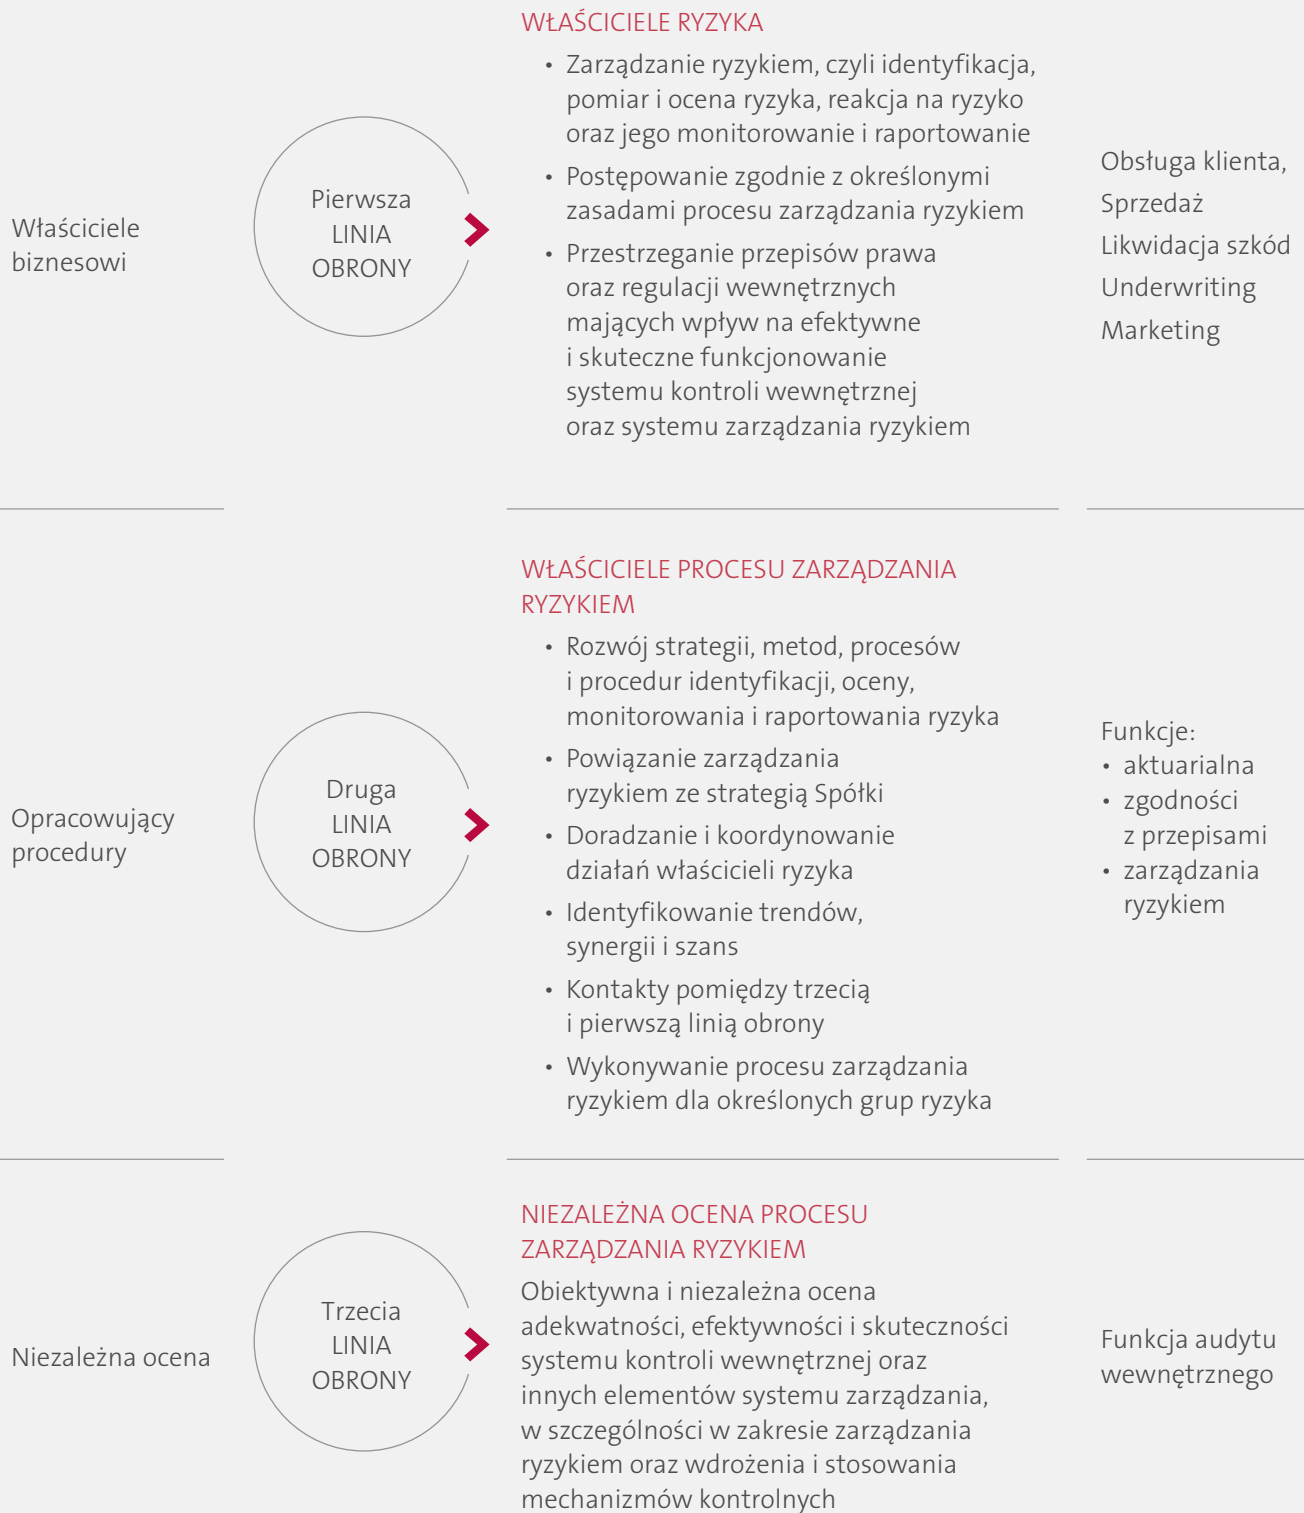 Właściciele
biznesowi
Pierwsza
LINIA
OBRONY
WŁAŚCICIELE RYZYKA
• Zarządzanie ryzykiem, czyli identyfikacja,
pomiar i ocena ryzyka, reakcja na ryzyko
oraz jego monitorowanie i raportowanie
• Postępowanie zgodnie z określonymi
zasadami procesu zarządzania ryzykiem
• Przestrzeganie przepisów prawa
oraz regulacji wewnętrznych
mających wpływ na efektywne
i skuteczne funkcjonowanie
systemu kontroli wewnętrznej
oraz systemu zarządzania ryzykiem
Obsługa klienta,
Sprzedaż
Likwidacja szkód
Underwriting
Marketing
Opracowujący
procedury
Druga
LINIA
OBRONY
WŁAŚCICIELE PROCESU ZARZĄDZANIA
RYZYKIEM
• Rozwój strategii, metod, procesów
i procedur identyfikacji, oceny,
monitorowania i raportowania ryzyka
• Powiązanie zarządzania
ryzykiem ze strategią Spółki
• Doradzanie i koordynowanie
działań właścicieli ryzyka
• Identyfikowanie trendów,
synergii i szans
• Kontakty pomiędzy trzecią
i pierwszą linią obrony
• Wykonywanie procesu zarządzania
ryzykiem dla określonych grup ryzyka
Funkcje:
• aktuarialna
• zgodności
z przepisami
• zarządzania
ryzykiem
Niezależna ocena
Trzecia
LINIA
OBRONY
NIEZALEŻNA OCENA PROCESU
ZARZĄDZANIA RYZYKIEM
Obiektywna i niezależna ocena
adekwatności, efektywności i skuteczności
systemu kontroli wewnętrznej oraz
innych elementów systemu zarządzania,
w szczególności w zakresie zarządzania
ryzykiem oraz wdrożenia i stosowania
mechanizmów kontrolnych
Funkcja audytu
wewnętrznego